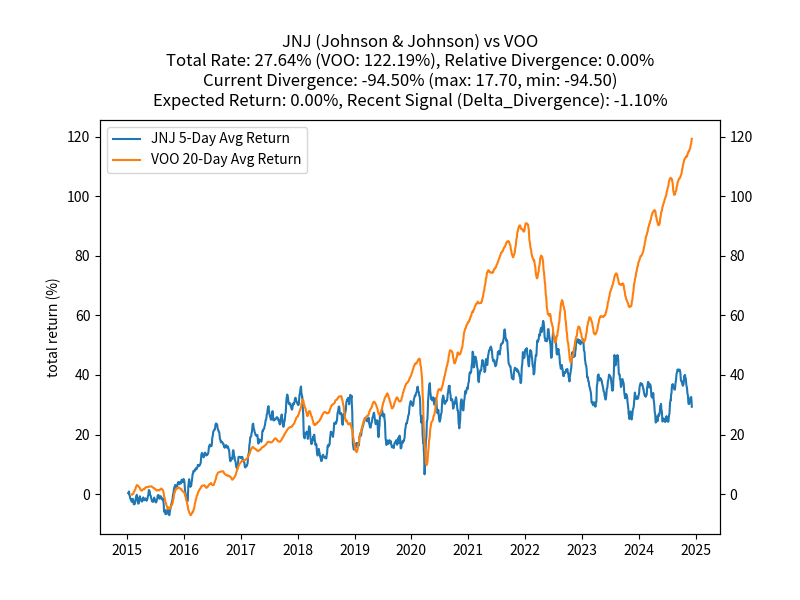 JNJ (Johnson & Johnson) vs VOO
Total Rate: 27.64% (VOO: 122.19%), Relative Divergence: 0.00%
Current Divergence: -94.50% (max: 17.70, min: -94.50)
Expected Return: 0.00%, Recent Signal (Delta_Divergence): -1.10%
JNJ 5-Day Avg Return
VOO 20-Day Avg Return
total return (%)
120 120
100 100
80 80
60 60
40 40
20 20
0 0
2015 2016 2017 2018 2019 2020 2021 2022 2023 2024 2025